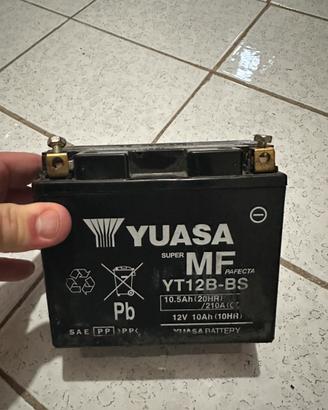 YUASA
SUPER MF
PAFECTA
YT12B-BS
10.5Ah(20HR)
/210A
12V 10Ah(10HR)
Pb
SAE PP
YUASA BATTERY